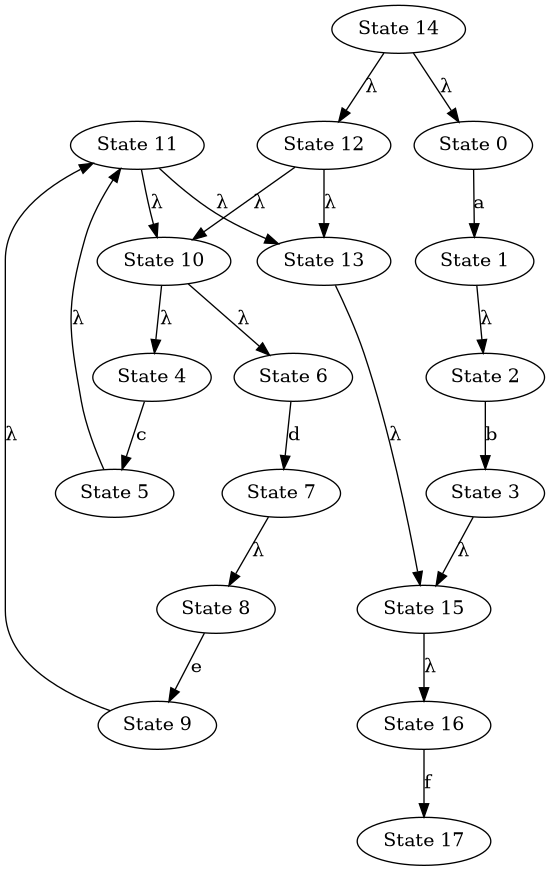 State 14
λ λ
State 11 State 12 State 0
λ λ λ λ a
State 10 State 13 State 1
λ λ λ
State 4 State 6 State 2
λ c d λ b
State 5 State 7 State 3
λ λ λ
State 8 State 15
e λ
State 9 State 16
f
State 17